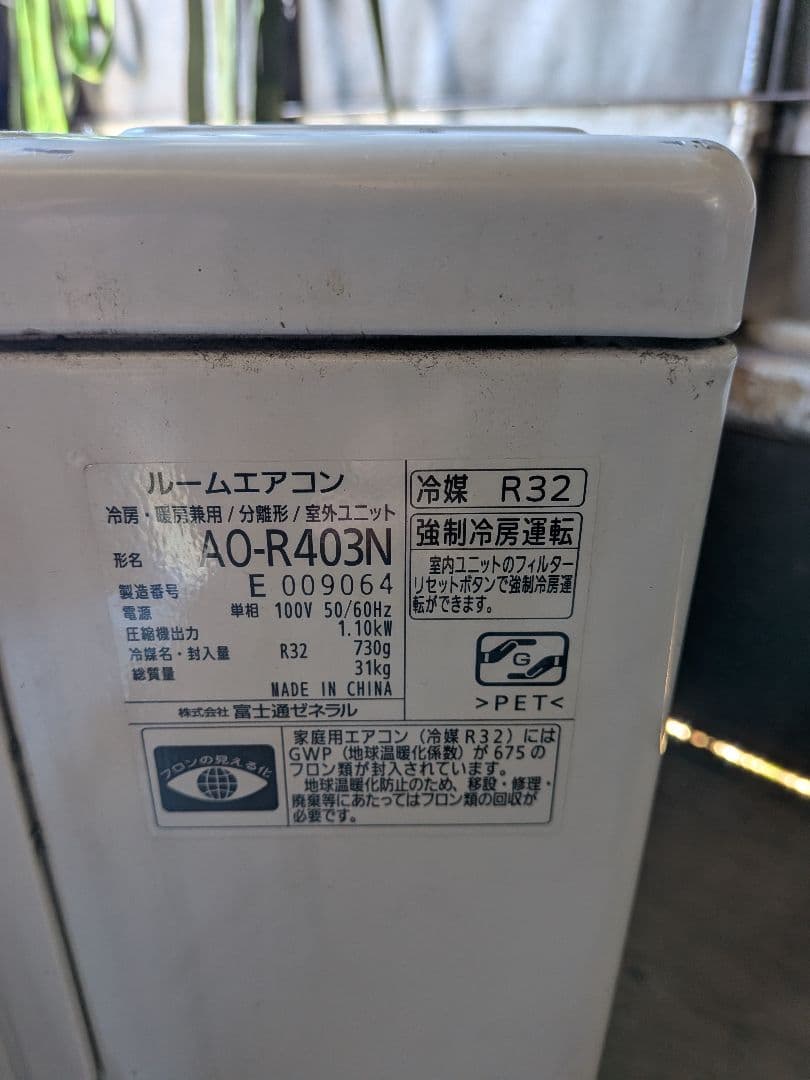 ルームエアコン
冷房・暖房兼用/分離形/室外ユニット
形名 AO-R403N
製造番号 E 009064
電源 単相 100V 50/60Hz
圧縮機出力 1.10kW
冷媒名・封入量 R32 730g
総質量 31kg
MADE IN CHINA
株式会社 富士通ゼネラル
冷媒 R32
強制冷房運転
室内ユニットのフィルター
リセットボタンで強制冷房運
転ができます。
G
>PET<
フロンの見える化
家庭用エアコン(冷媒R32)には
GWP(地球温暖化係数)が675の
フロン類が封入されています。
地球温暖化防止のため、移設・修理・
廃棄等にあたってはフロン類の回収が
必要です。